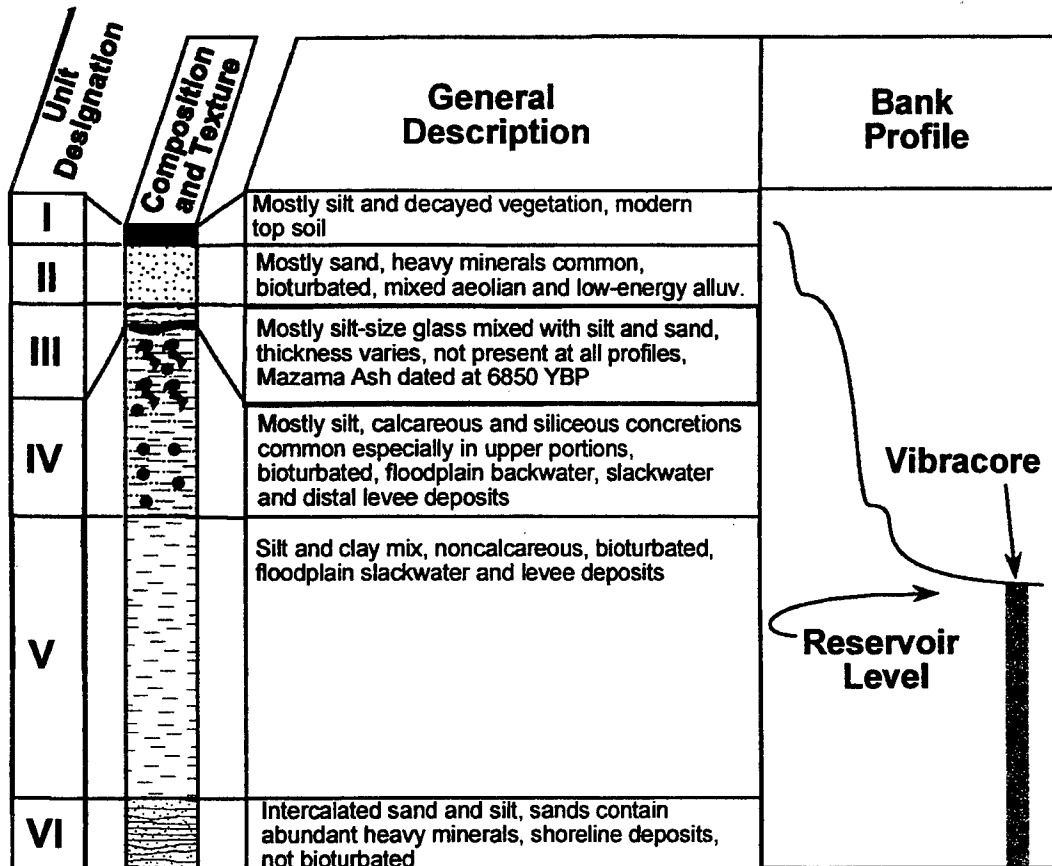 Unit
Designation
Composition
and Texture
General
Description
Bank
Profile
I
Mostly silt and decayed vegetation, modern
top soil
II
Mostly sand, heavy minerals common,
bioturbated, mixed aeolian and low-energy alluv.
III
Mostly silt-size glass mixed with silt and sand,
thickness varies, not present at all profiles,
Mazama Ash dated at 6850 YBP
IV
Mostly silt, calcareous and siliceous concretions
common especially in upper portions,
bioturbated, floodplain backwater, slackwater
and distal levee deposits
V
Silt and clay mix, noncalcareous, bioturbated,
floodplain slackwater and levee deposits
VI
Intercalated sand and silt, sands contain
abundant heavy minerals, shoreline deposits,
not bioturbated
Vibracore
Reservoir
Level